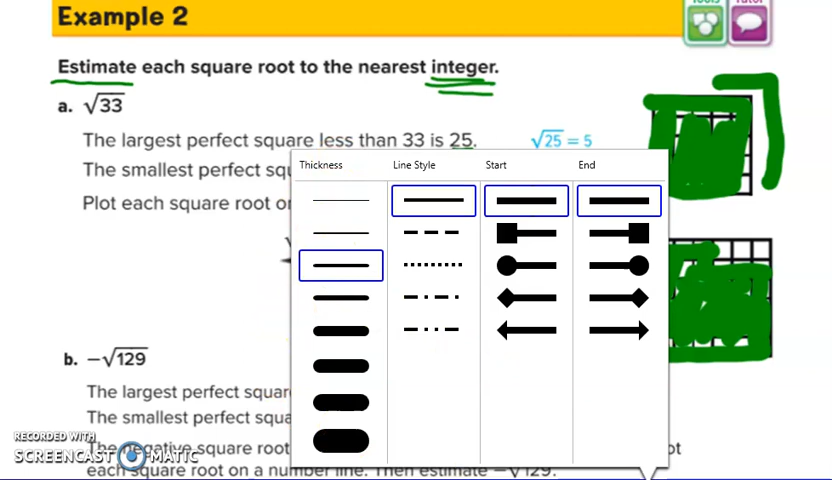 Example 2
Tools Tutor
Estimate each square root to the nearest integer.
a. √33
The largest perfect square less than 33 is 25. √25 = 5
The smallest perfect squ
Plot each square root o
Thickness Line Style Start End
b. −√129
The largest perfect squar
The smallest perfect squa
The negative square root ot
each square root on a number line. Then estimate −√129.
RECORDED WITH
SCREENCAST MATIC